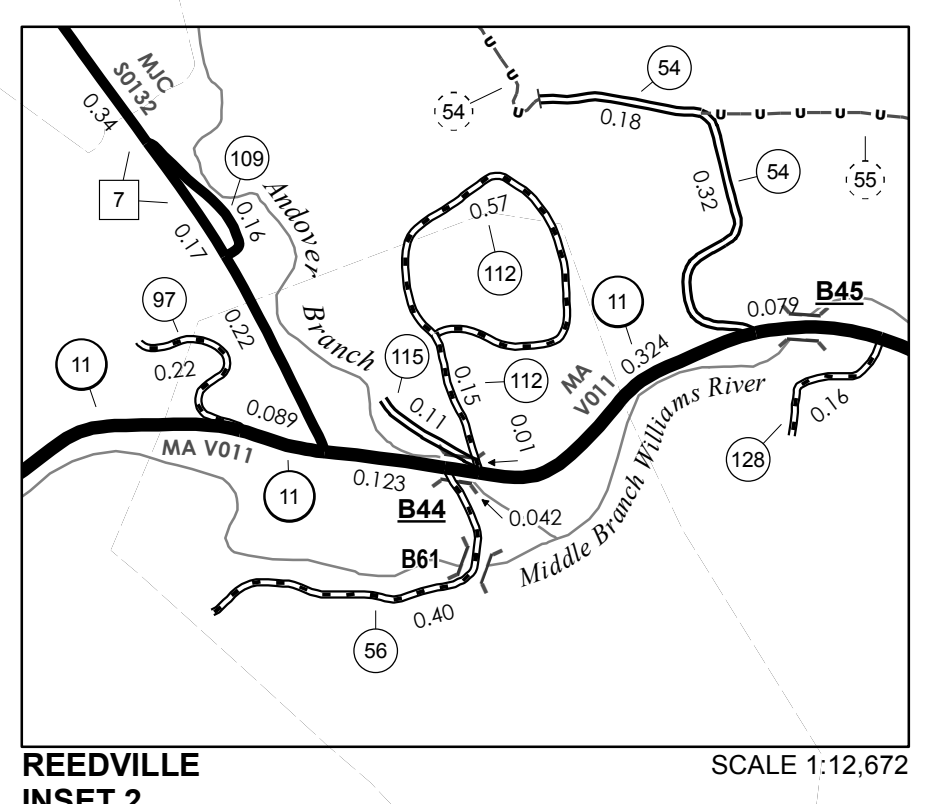 MJC
S0132
0.34
7
109
0.16
0.17
Andover
Branch
0.22
97
0.22
11
0.089
MA V011
11
0.123
54
54
0.18
54
0.32
55
0.57
112
112
0.15
115
0.11
0.01
11
0.324
MA
V011
0.079
B45
0.16
128
Middle Branch Williams River
B44
0.042
B61
0.40
56
U
U
U
U
U
U
U
U
REEDVILLE
SCALE 1:12,672
INSET 2